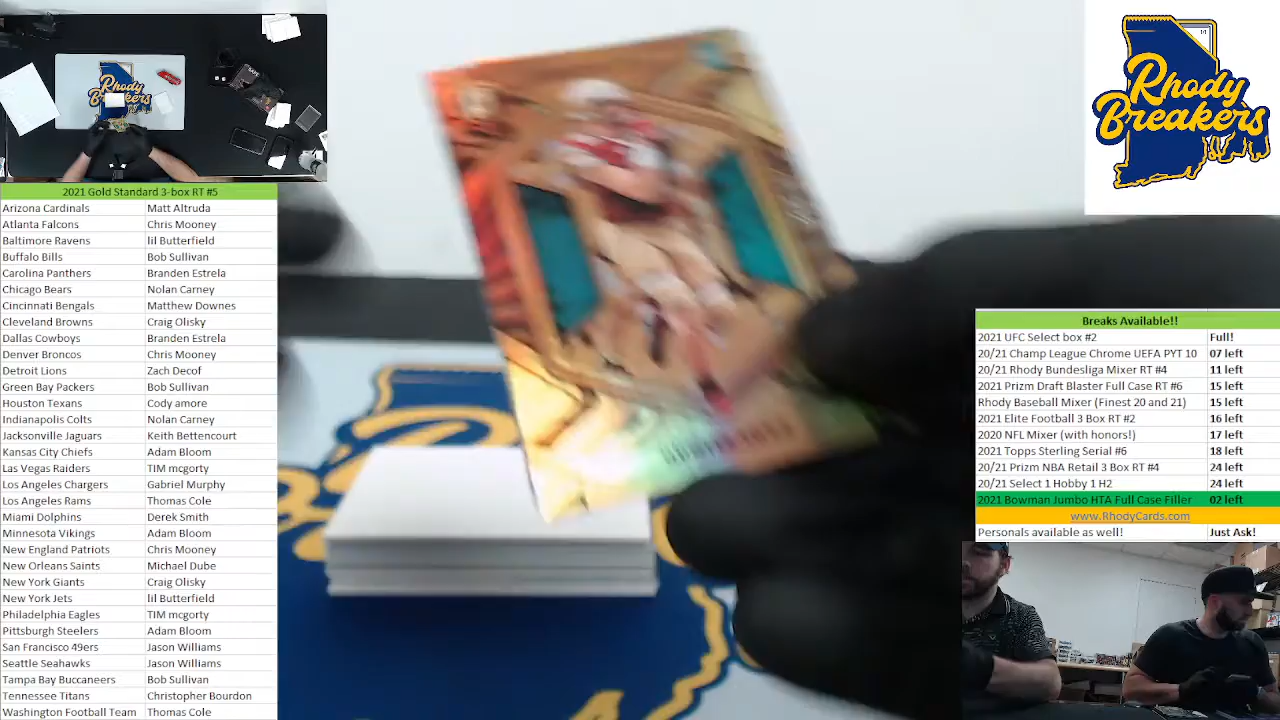 Rhody
Breakers
2021 Gold Standard 3-box RT #5
Arizona Cardinals Matt Altruda
Atlanta Falcons Chris Mooney
Baltimore Ravens lil Butterfield
Buffalo Bills Bob Sullivan
Carolina Panthers Branden Estrela
Chicago Bears Nolan Carney
Cincinnati Bengals Matthew Downes
Cleveland Browns Craig Olisky
Dallas Cowboys Branden Estrela
Denver Broncos Chris Mooney
Detroit Lions Zach Decof
Green Bay Packers Bob Sullivan
Houston Texans Cody amore
Indianapolis Colts Nolan Carney
Jacksonville Jaguars Keith Bettencourt
Kansas City Chiefs Adam Bloom
Las Vegas Raiders TIM mcgorty
Los Angeles Chargers Gabriel Murphy
Los Angeles Rams Thomas Cole
Miami Dolphins Derek Smith
Minnesota Vikings Adam Bloom
New England Patriots Chris Mooney
New Orleans Saints Michael Dube
New York Giants Craig Olisky
New York Jets lil Butterfield
Philadelphia Eagles TIM mcgorty
Pittsburgh Steelers Adam Bloom
San Francisco 49ers Jason Williams
Seattle Seahawks Jason Williams
Tampa Bay Buccaneers Bob Sullivan
Tennessee Titans Christopher Bourdon
Washington Football Team Thomas Cole
Rhody
Breakers
Breaks Available!!
2021 UFC Select box #2 Full!
20/21 Champ League Chrome UEFA PYT 10 07 left
20/21 Rhody Bundesliga Mixer RT #4 11 left
2021 Prizm Draft Blaster Full Case RT #6 15 left
Rhody Baseball Mixer (Finest 20 and 21) 15 left
2021 Elite Football 3 Box RT #2 16 left
2020 NFL Mixer (with honors!) 17 left
2021 Topps Sterling Serial #6 18 left
20/21 Prizm NBA Retail 3 Box RT #4 24 left
20/21 Select 1 Hobby 1 H2 24 left
2021 Bowman Jumbo HTA Full Case Filler 02 left
www.RhodyCards.com
Personals available as well! Just Ask!